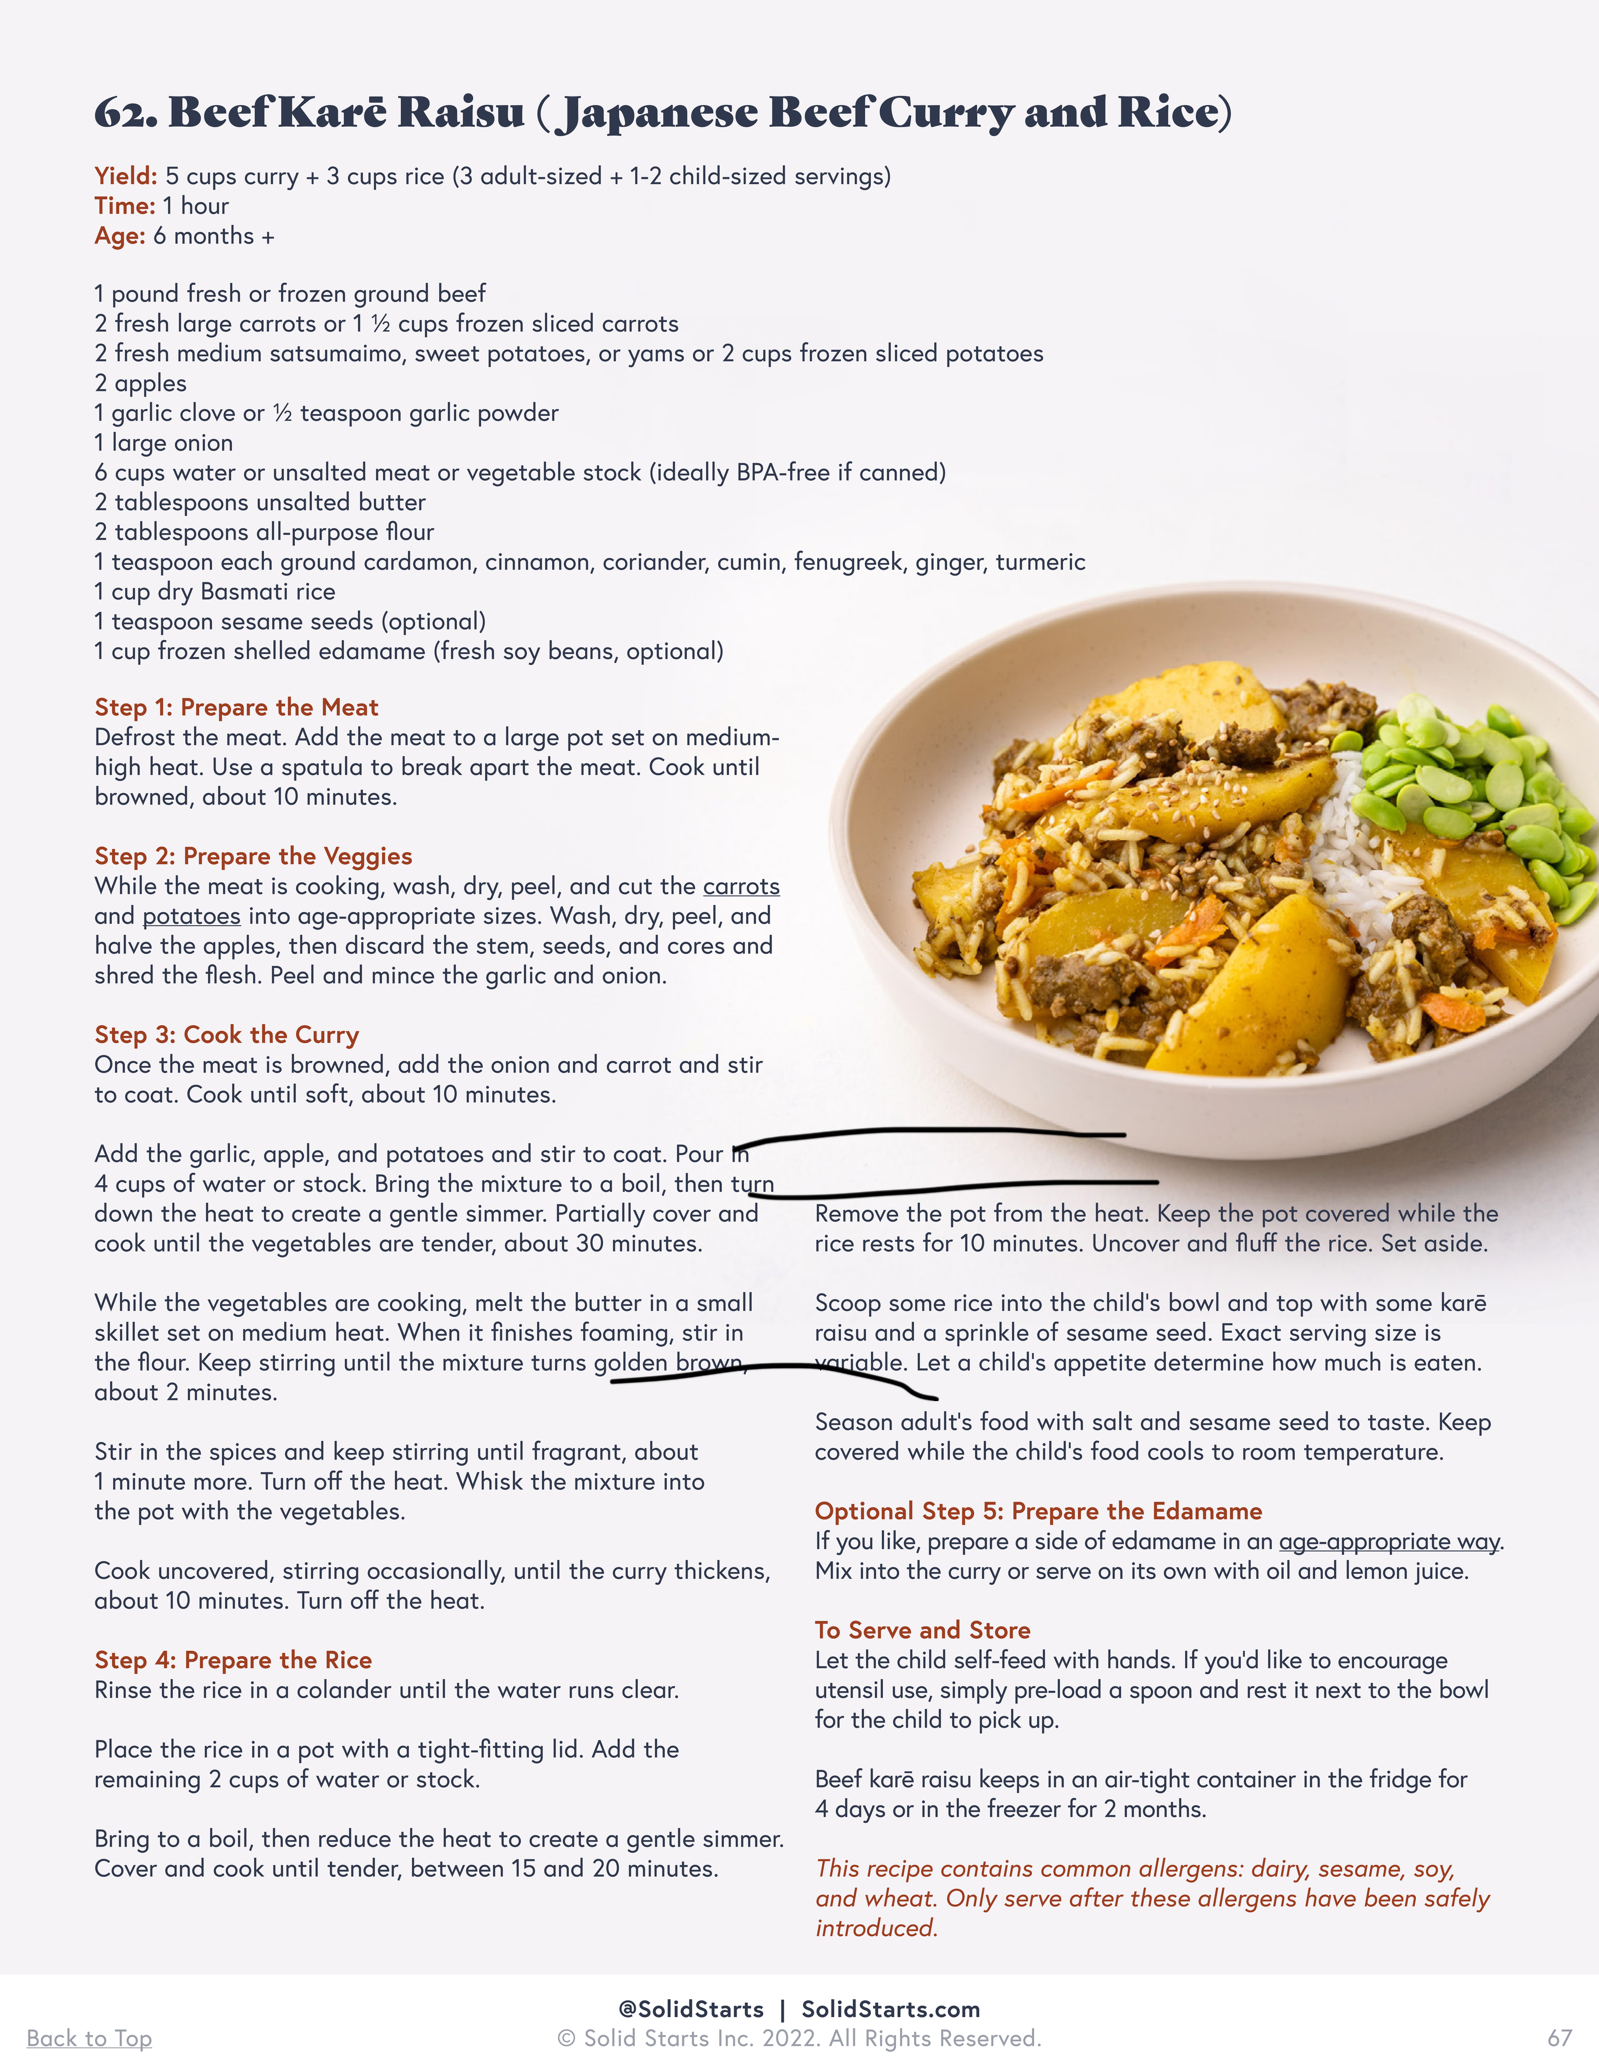 62. Beef Karē Raisu (Japanese Beef Curry and Rice)
Yield: 5 cups curry + 3 cups rice (3 adult-sized + 1-2 child-sized servings)
Time: 1 hour
Age: 6 months +
1 pound fresh or frozen ground beef
2 fresh large carrots or 1 ½ cups frozen sliced carrots
2 fresh medium satsumaimo, sweet potatoes, or yams or 2 cups frozen sliced potatoes
2 apples
1 garlic clove or ½ teaspoon garlic powder
1 large onion
6 cups water or unsalted meat or vegetable stock (ideally BPA-free if canned)
2 tablespoons unsalted butter
2 tablespoons all-purpose flour
1 teaspoon each ground cardamon, cinnamon, coriander, cumin, fenugreek, ginger, turmeric
1 cup dry Basmati rice
1 teaspoon sesame seeds (optional)
1 cup frozen shelled edamame (fresh soy beans, optional)
Step 1: Prepare the Meat
Defrost the meat. Add the meat to a large pot set on medium-
high heat. Use a spatula to break apart the meat. Cook until
browned, about 10 minutes.
Step 2: Prepare the Veggies
While the meat is cooking, wash, dry, peel, and cut the carrots
and potatoes into age-appropriate sizes. Wash, dry, peel, and
halve the apples, then discard the stem, seeds, and cores and
shred the flesh. Peel and mince the garlic and onion.
Step 3: Cook the Curry
Once the meat is browned, add the onion and carrot and stir
to coat. Cook until soft, about 10 minutes.
Add the garlic, apple, and potatoes and stir to coat. Pour in
4 cups of water or stock. Bring the mixture to a boil, then turn
down the heat to create a gentle simmer. Partially cover and
cook until the vegetables are tender, about 30 minutes.
While the vegetables are cooking, melt the butter in a small
skillet set on medium heat. When it finishes foaming, stir in
the flour. Keep stirring until the mixture turns golden brown,
about 2 minutes.
Stir in the spices and keep stirring until fragrant, about
1 minute more. Turn off the heat. Whisk the mixture into
the pot with the vegetables.
Cook uncovered, stirring occasionally, until the curry thickens,
about 10 minutes. Turn off the heat.
Step 4: Prepare the Rice
Rinse the rice in a colander until the water runs clear.
Place the rice in a pot with a tight-fitting lid. Add the
remaining 2 cups of water or stock.
Bring to a boil, then reduce the heat to create a gentle simmer.
Cover and cook until tender, between 15 and 20 minutes.
Remove the pot from the heat. Keep the pot covered while the
rice rests for 10 minutes. Uncover and fluff the rice. Set aside.
Scoop some rice into the child's bowl and top with some karē
raisu and a sprinkle of sesame seed. Exact serving size is
variable. Let a child's appetite determine how much is eaten.
Season adult's food with salt and sesame seed to taste. Keep
covered while the child's food cools to room temperature.
Optional Step 5: Prepare the Edamame
If you like, prepare a side of edamame in an age-appropriate way.
Mix into the curry or serve on its own with oil and lemon juice.
To Serve and Store
Let the child self-feed with hands. If you'd like to encourage
utensil use, simply pre-load a spoon and rest it next to the bowl
for the child to pick up.
Beef karē raisu keeps in an air-tight container in the fridge for
4 days or in the freezer for 2 months.
This recipe contains common allergens: dairy, sesame, soy,
and wheat. Only serve after these allergens have been safely
introduced.
@SolidStarts | SolidStarts.com
Back to Top
© Solid Starts Inc. 2022. All Rights Reserved.
67